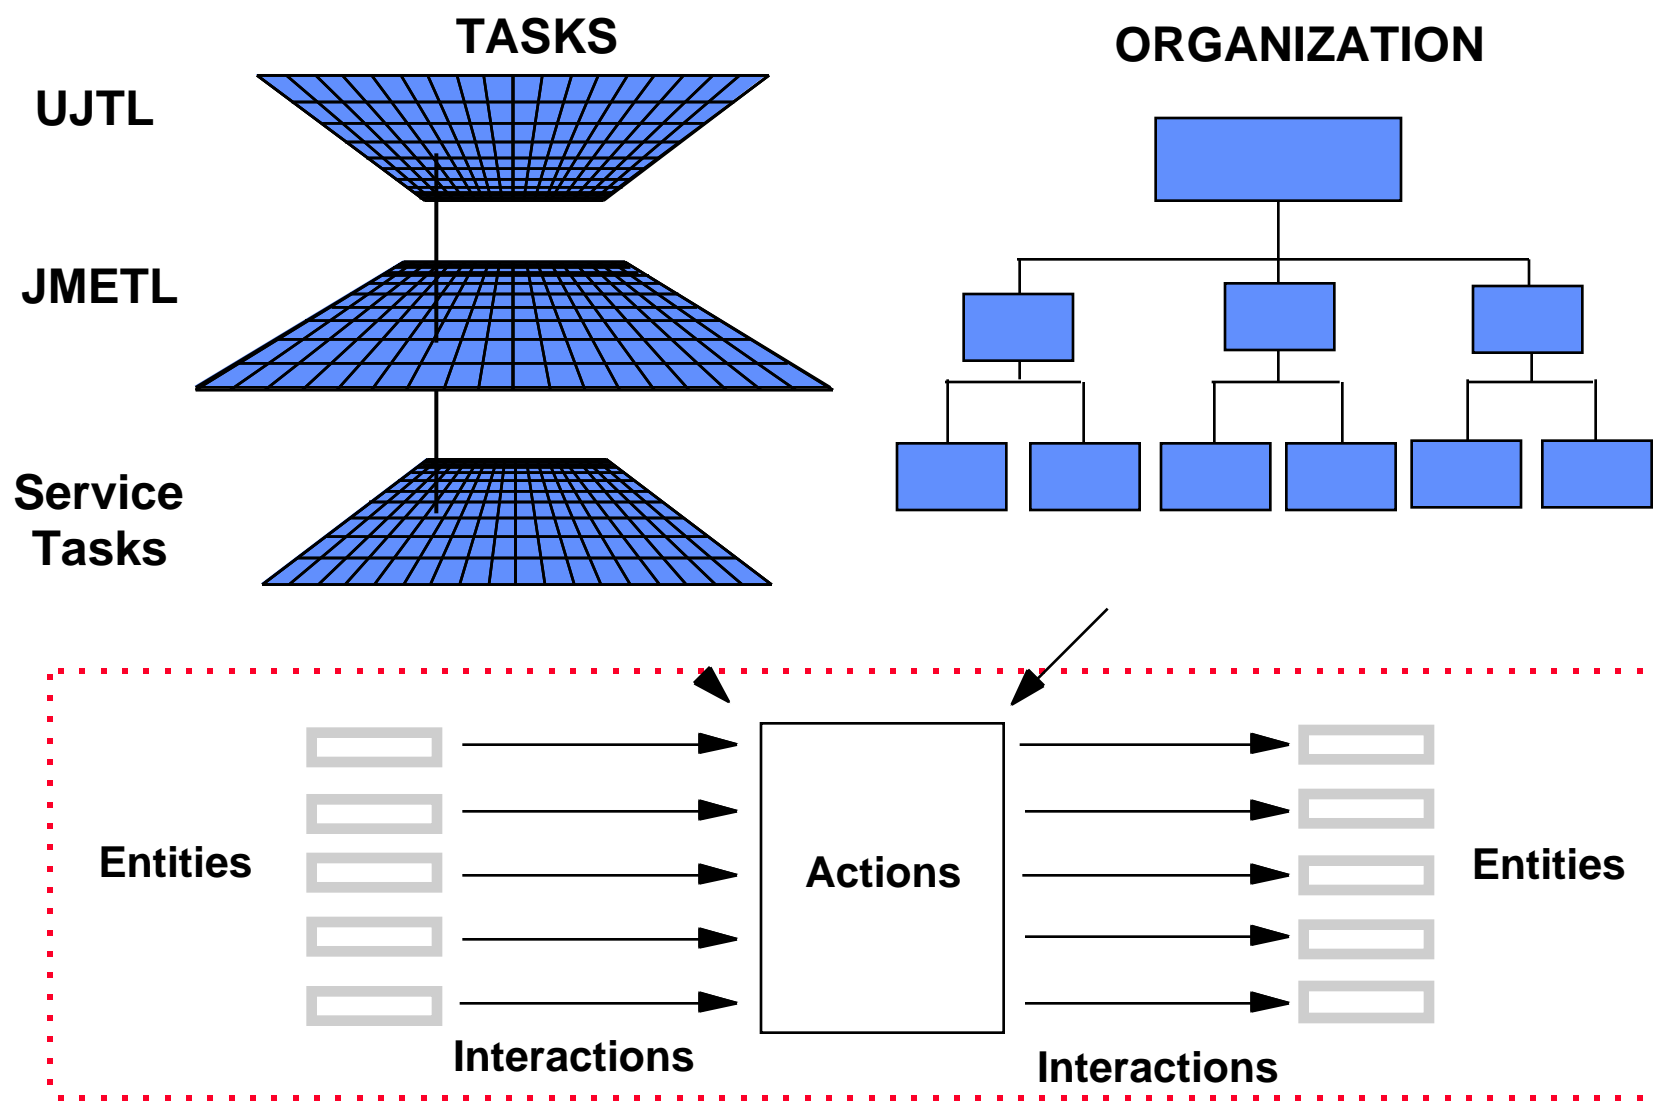 TASKS
ORGANIZATION
UJTL
JMETL
Service
Tasks
Entities
Actions
Entities
Interactions
Interactions